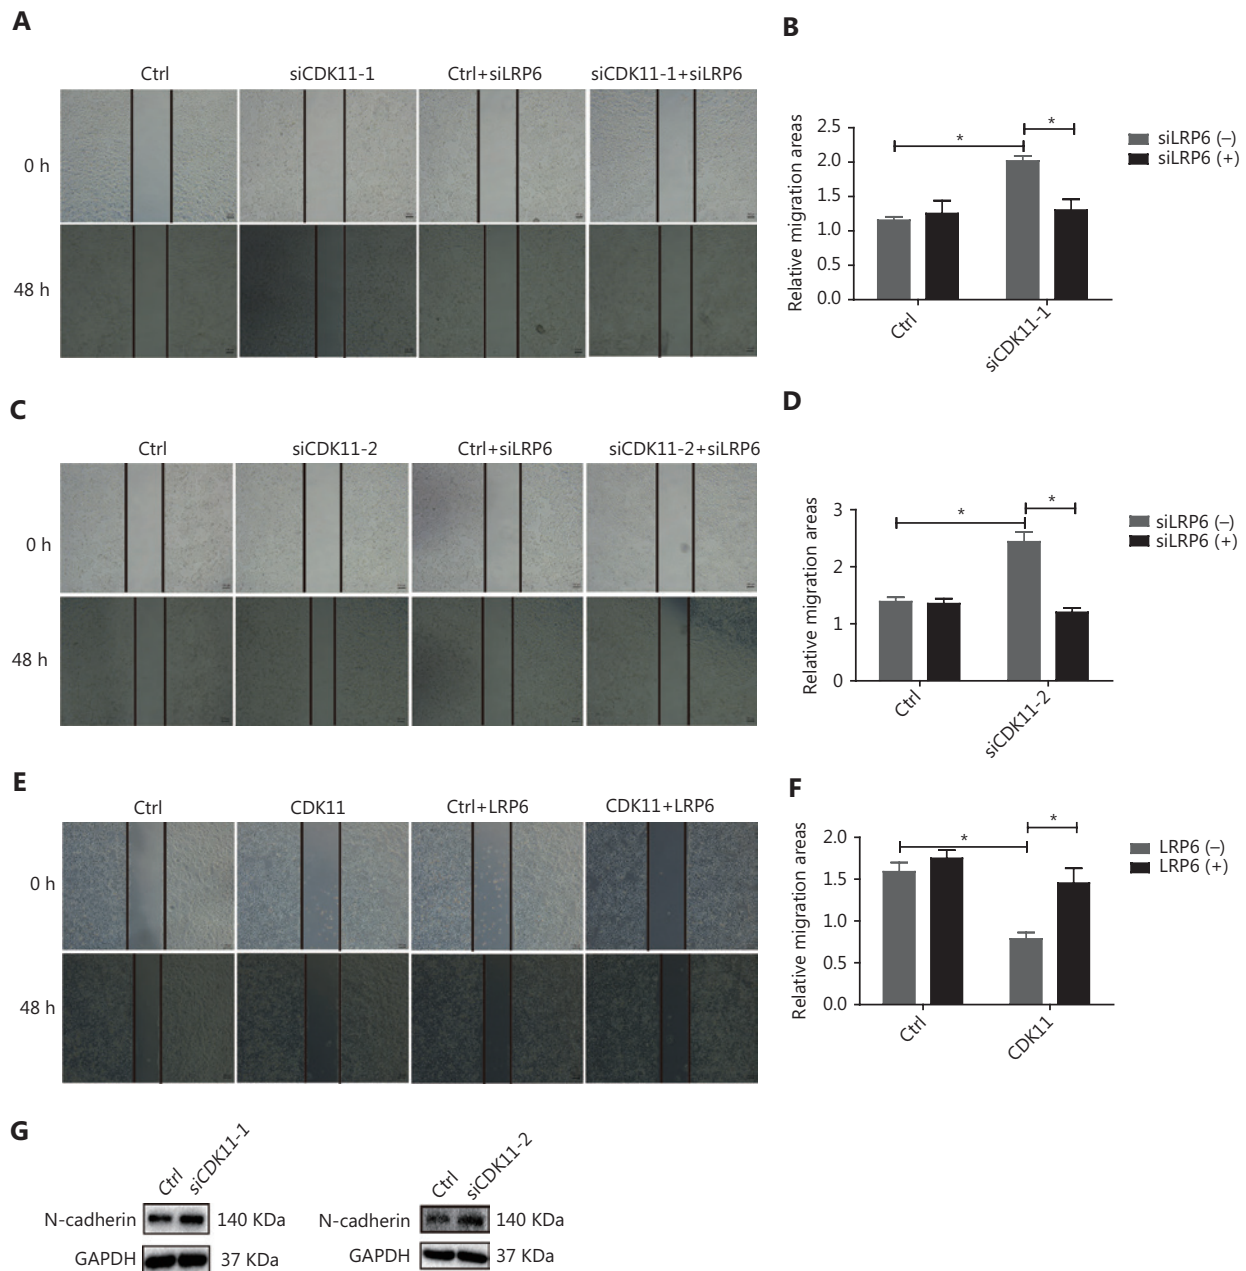 A
Ctrl siCDK11-1 Ctrl+siLRP6 siCDK11-1+siLRP6
0 h
48 h
B
Relative migration areas
2.5
2.0
1.5
1.0
0.5
0.0
* *
Ctrl siCDK11-1
siLRP6 (–)
siLRP6 (+)
C
Ctrl siCDK11-2 Ctrl+siLRP6 siCDK11-2+siLRP6
0 h
48 h
D
Relative migration areas
3
2
1
0
* *
Ctrl siCDK11-2
siLRP6 (–)
siLRP6 (+)
E
Ctrl CDK11 Ctrl+LRP6 CDK11+LRP6
0 h
48 h
F
Relative migration areas
2.0
1.5
1.0
0.5
0.0
* *
Ctrl CDK11
LRP6 (–)
LRP6 (+)
G
Ctrl siCDK11-1
N-cadherin 140 KDa
GAPDH 37 KDa
Ctrl siCDK11-2
N-cadherin 140 KDa
GAPDH 37 KDa